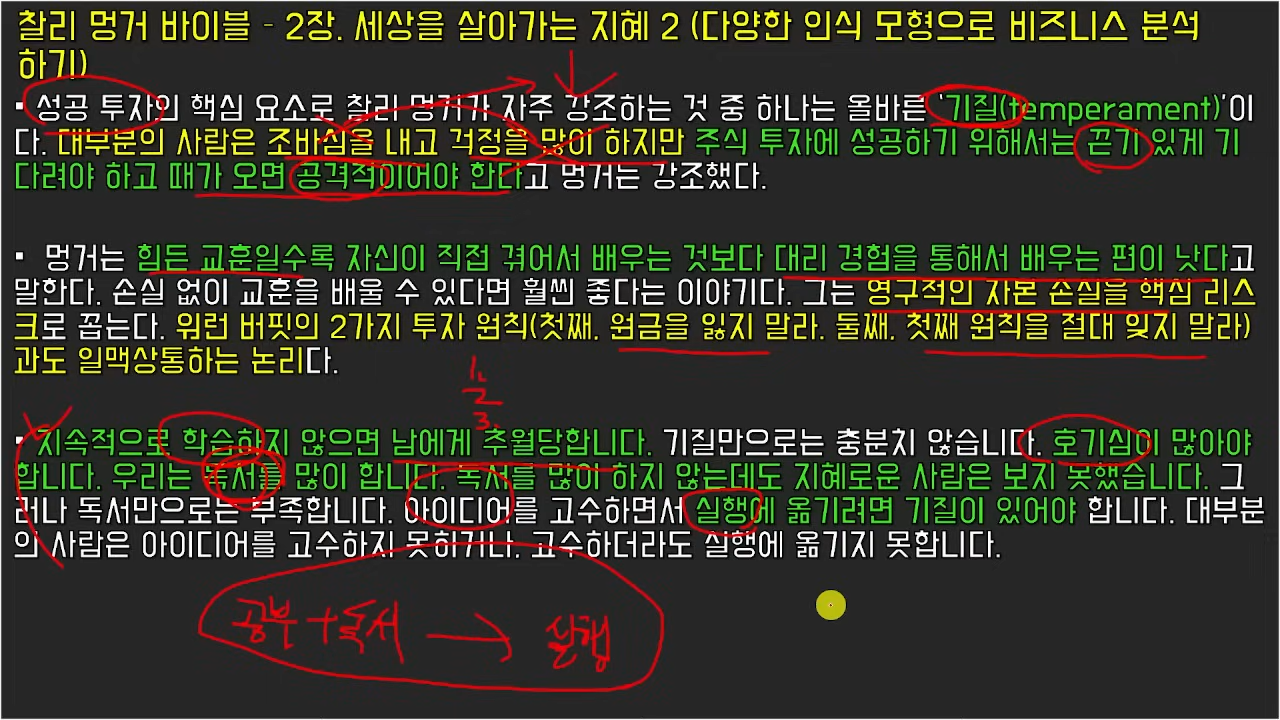 찰리 멍거 바이블 - 2장. 세상을 살아가는 지혜 2 (다양한 인식 모형으로 비즈니스 분석
하기)
▪ 성공 투자의 핵심 요소로 찰리 멍거가 자주 강조하는 것 중 하나는 올바른 '기질(temperament)'이
다. 대부분의 사람은 조바심을 내고 걱정을 많이 하지만 주식 투자에 성공하기 위해서는 끈기 있게 기
다려야 하고 때가 오면 공격적이어야 한다고 멍거는 강조했다.
▪ 멍거는 힘든 교훈일수록 자신이 직접 겪어서 배우는 것보다 대리 경험을 통해서 배우는 편이 낫다고
말한다. 손실 없이 교훈을 배울 수 있다면 훨씬 좋다는 이야기다. 그는 영구적인 자본 손실을 핵심 리스
크로 꼽는다. 워런 버핏의 2가지 투자 원칙(첫째, 원금을 잃지 말라. 둘째, 첫째 원칙을 절대 잊지 말라)
과도 일맥상통하는 논리다.
1.
2
3.
▪ 지속적으로 학습하지 않으면 남에게 추월당합니다. 기질만으로는 충분치 않습니다. 호기심이 많아야
합니다. 우리는 독서를 많이 합니다. 독서를 많이 하지 않는데도 지혜로운 사람은 보지 못했습니다. 그
러나 독서만으로는 부족합니다. 아이디어를 고수하면서 실행에 옮기려면 기질이 있어야 합니다. 대부분
의 사람은 아이디어를 고수하지 못하거나, 고수하더라도 실행에 옮기지 못합니다.
공부 + 독서 → 실행